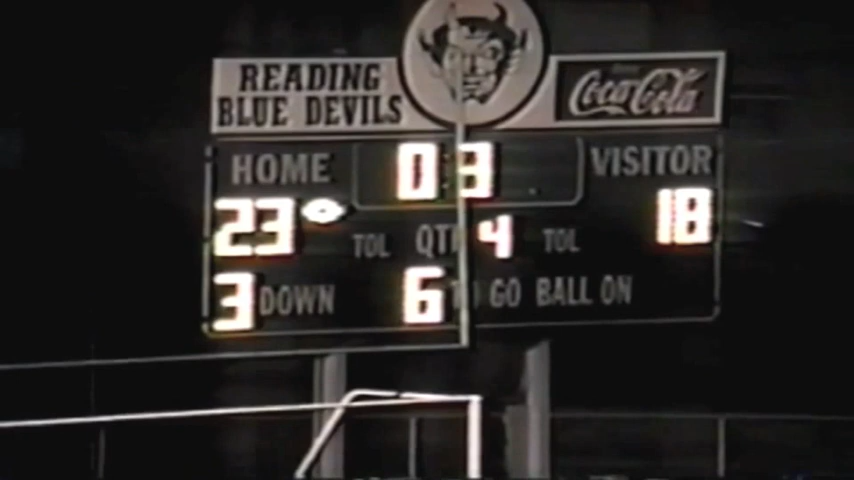 READING
BLUE DEVILS
Coca-Cola
HOME 0:3 VISITOR
23 TOL QTR 4 TOL 18
3 DOWN 6 TO GO BALL ON